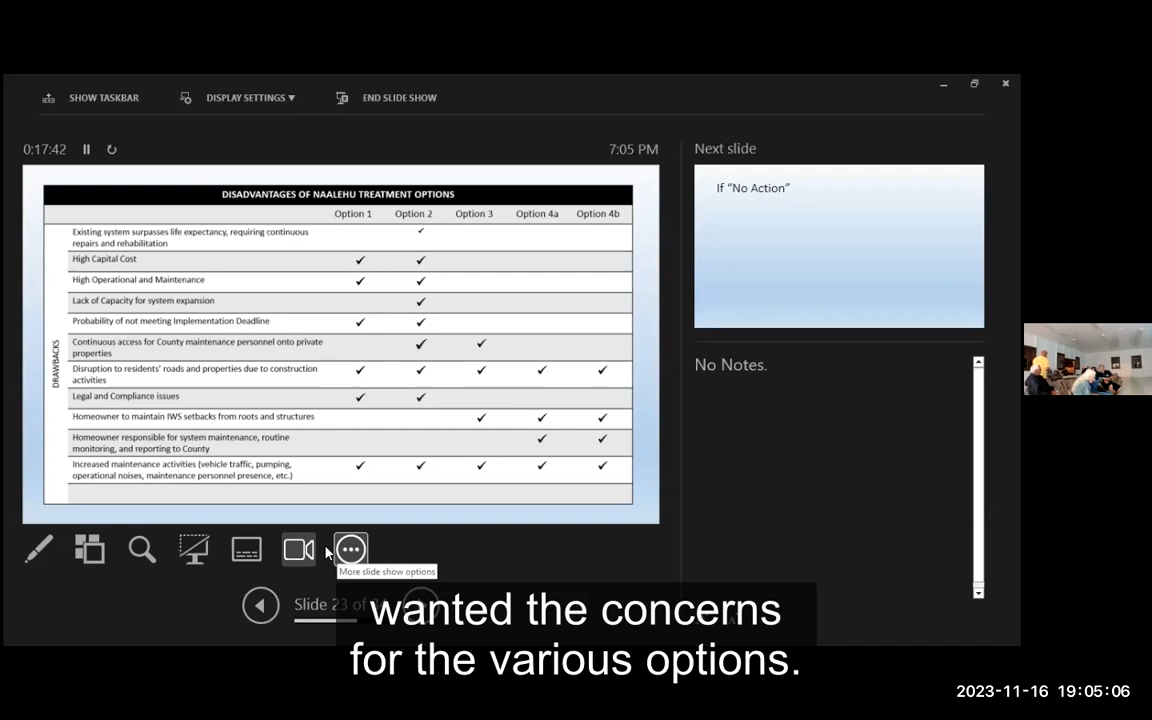 SHOW TASKBAR DISPLAY SETTINGS ▼ END SLIDE SHOW
0:17:42 7:05 PM
DISADVANTAGES OF NAALEHU TREATMENT OPTIONS
Option 1 Option 2 Option 3 Option 4a Option 4b
DRAWBACKS
Existing system surpasses life expectancy, requiring continuous
repairs and rehabilitation ✓
High Capital Cost ✓ ✓
High Operational and Maintenance ✓ ✓
Lack of Capacity for system expansion ✓
Probability of not meeting Implementation Deadline ✓ ✓
Continuous access for County maintenance personnel onto private
properties ✓ ✓
Disruption to residents' roads and properties due to construction
activities ✓ ✓ ✓ ✓ ✓
Legal and Compliance issues ✓ ✓
Homeowner to maintain IWS setbacks from roots and structures ✓ ✓ ✓
Homeowner responsible for system maintenance, routine
monitoring, and reporting to County ✓ ✓
Increased maintenance activities (vehicle traffic, pumping,
operational noises, maintenance personnel presence, etc.) ✓ ✓ ✓ ✓ ✓
Next slide
If "No Action"
No Notes.
More slide show options
Slide 23 of
wanted the concerns
for the various options.
2023-11-16 19:05:06